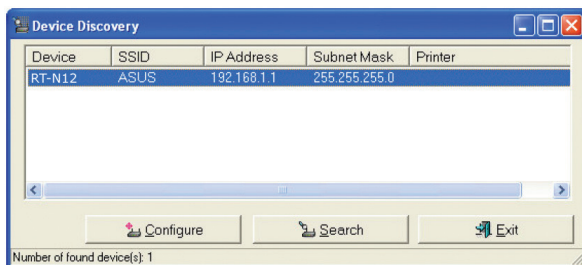 Device Discovery
Device SSID IP Address Subnet Mask Printer
RT-N12 ASUS 192.168.1.1 255.255.255.0
Configure Search Exit
Number of found device(s): 1